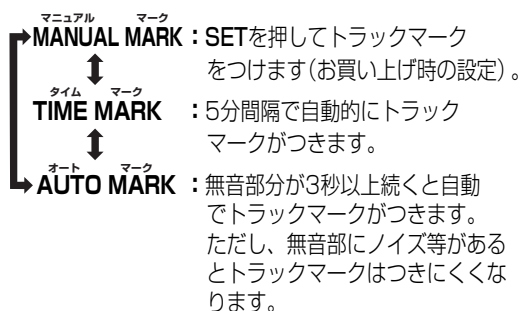 マニュアル マーク
MANUAL MARK：SETを押してトラックマーク
をつけます（お買い上げ時の設定）。
タイム マーク
TIME MARK ：5分間隔で自動的にトラック
マークがつきます。
オート マーク
AUTO MARK ：無音部分が3秒以上続くと自動
でトラックマークがつきます。
ただし、無音部にノイズ等がある
とトラックマークはつきにくくな
ります。